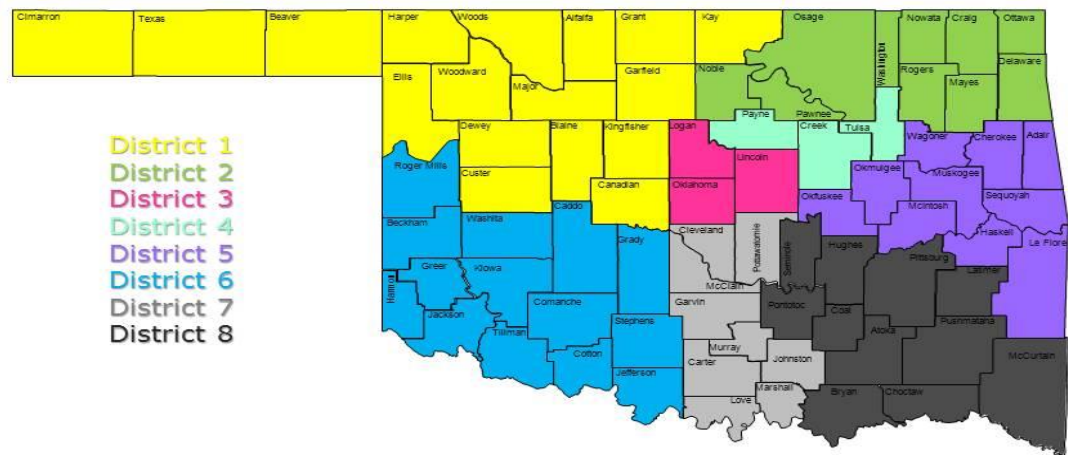 Cimarron
Texas
Beaver
Harper
Woods
Alfalfa
Grant
Kay
Osage
Washington
Nowata
Craig
Ottawa
Ellis
Woodward
Major
Garfield
Noble
Pawnee
Rogers
Mayes
Delaware
Dewey
Blaine
Kingfisher
Logan
Payne
Creek
Tulsa
Wagoner
Cherokee
Adair
District 1
District 2
District 3
District 4
District 5
District 6
District 7
District 8
Roger Mills
Custer
Canadian
Oklahoma
Lincoln
Okfuskee
Okmulgee
Muskogee
McIntosh
Sequoyah
Beckham
Washita
Caddo
Grady
Cleveland
Pottawatomie
Seminole
Hughes
Pittsburg
Haskell
Le Flore
Latimer
Harmon
Greer
Kiowa
Comanche
McClain
Garvin
Pontotoc
Coal
Atoka
Pushmataha
McCurtain
Jackson
Tillman
Cotton
Stephens
Jefferson
Murray
Carter
Johnston
Marshall
Love
Bryan
Choctaw